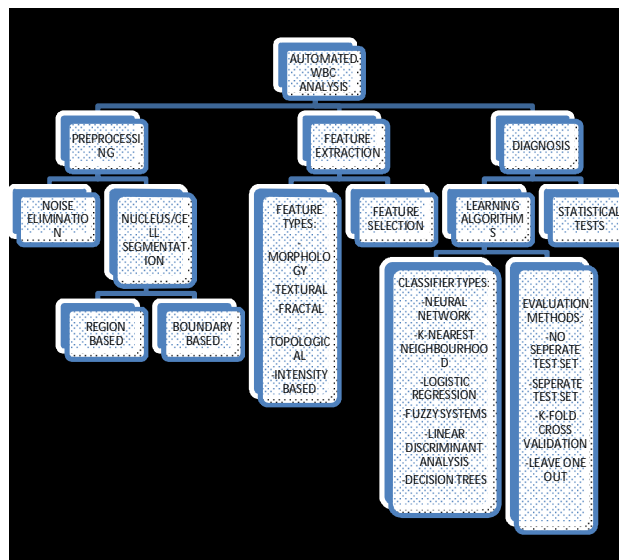 AUTOMATED
WBC
ANALYSIS
PREPROCESSI
NG
FEATURE
EXTRACTION
DIAGNOSIS
NOISE
ELIMINATIO
N
NUCLEUS/CE
LL
SEGMENTAT
ION
FEATURE
TYPES:
-
MORPHOLO
GY
-TEXTURAL
-FRACTAL
-
TOPOLOGIC
AL
-INTENSITY
BASED
FEATURE
SELECTION
LEARNING
ALGORITHM
S
STATISTICAL
TESTS
REGION
BASED
BOUNDARY
BASED
CLASSIFIER TYPES:
-NEURAL
NETWORK
-K-NEAREST
NEIGHBOURHOO
D
-LOGISTIC
REGRESSION
-FUZZY SYSTEMS
-LINEAR
DISCRIMINANT
ANALYSIS
-DECISION TREES
EVALUATION
METHODS:
-NO
SEPERATE
TEST SET
-SEPERATE
TEST SET
-K-FOLD
CROSS
VALIDATION
-LEAVE ONE
OUT